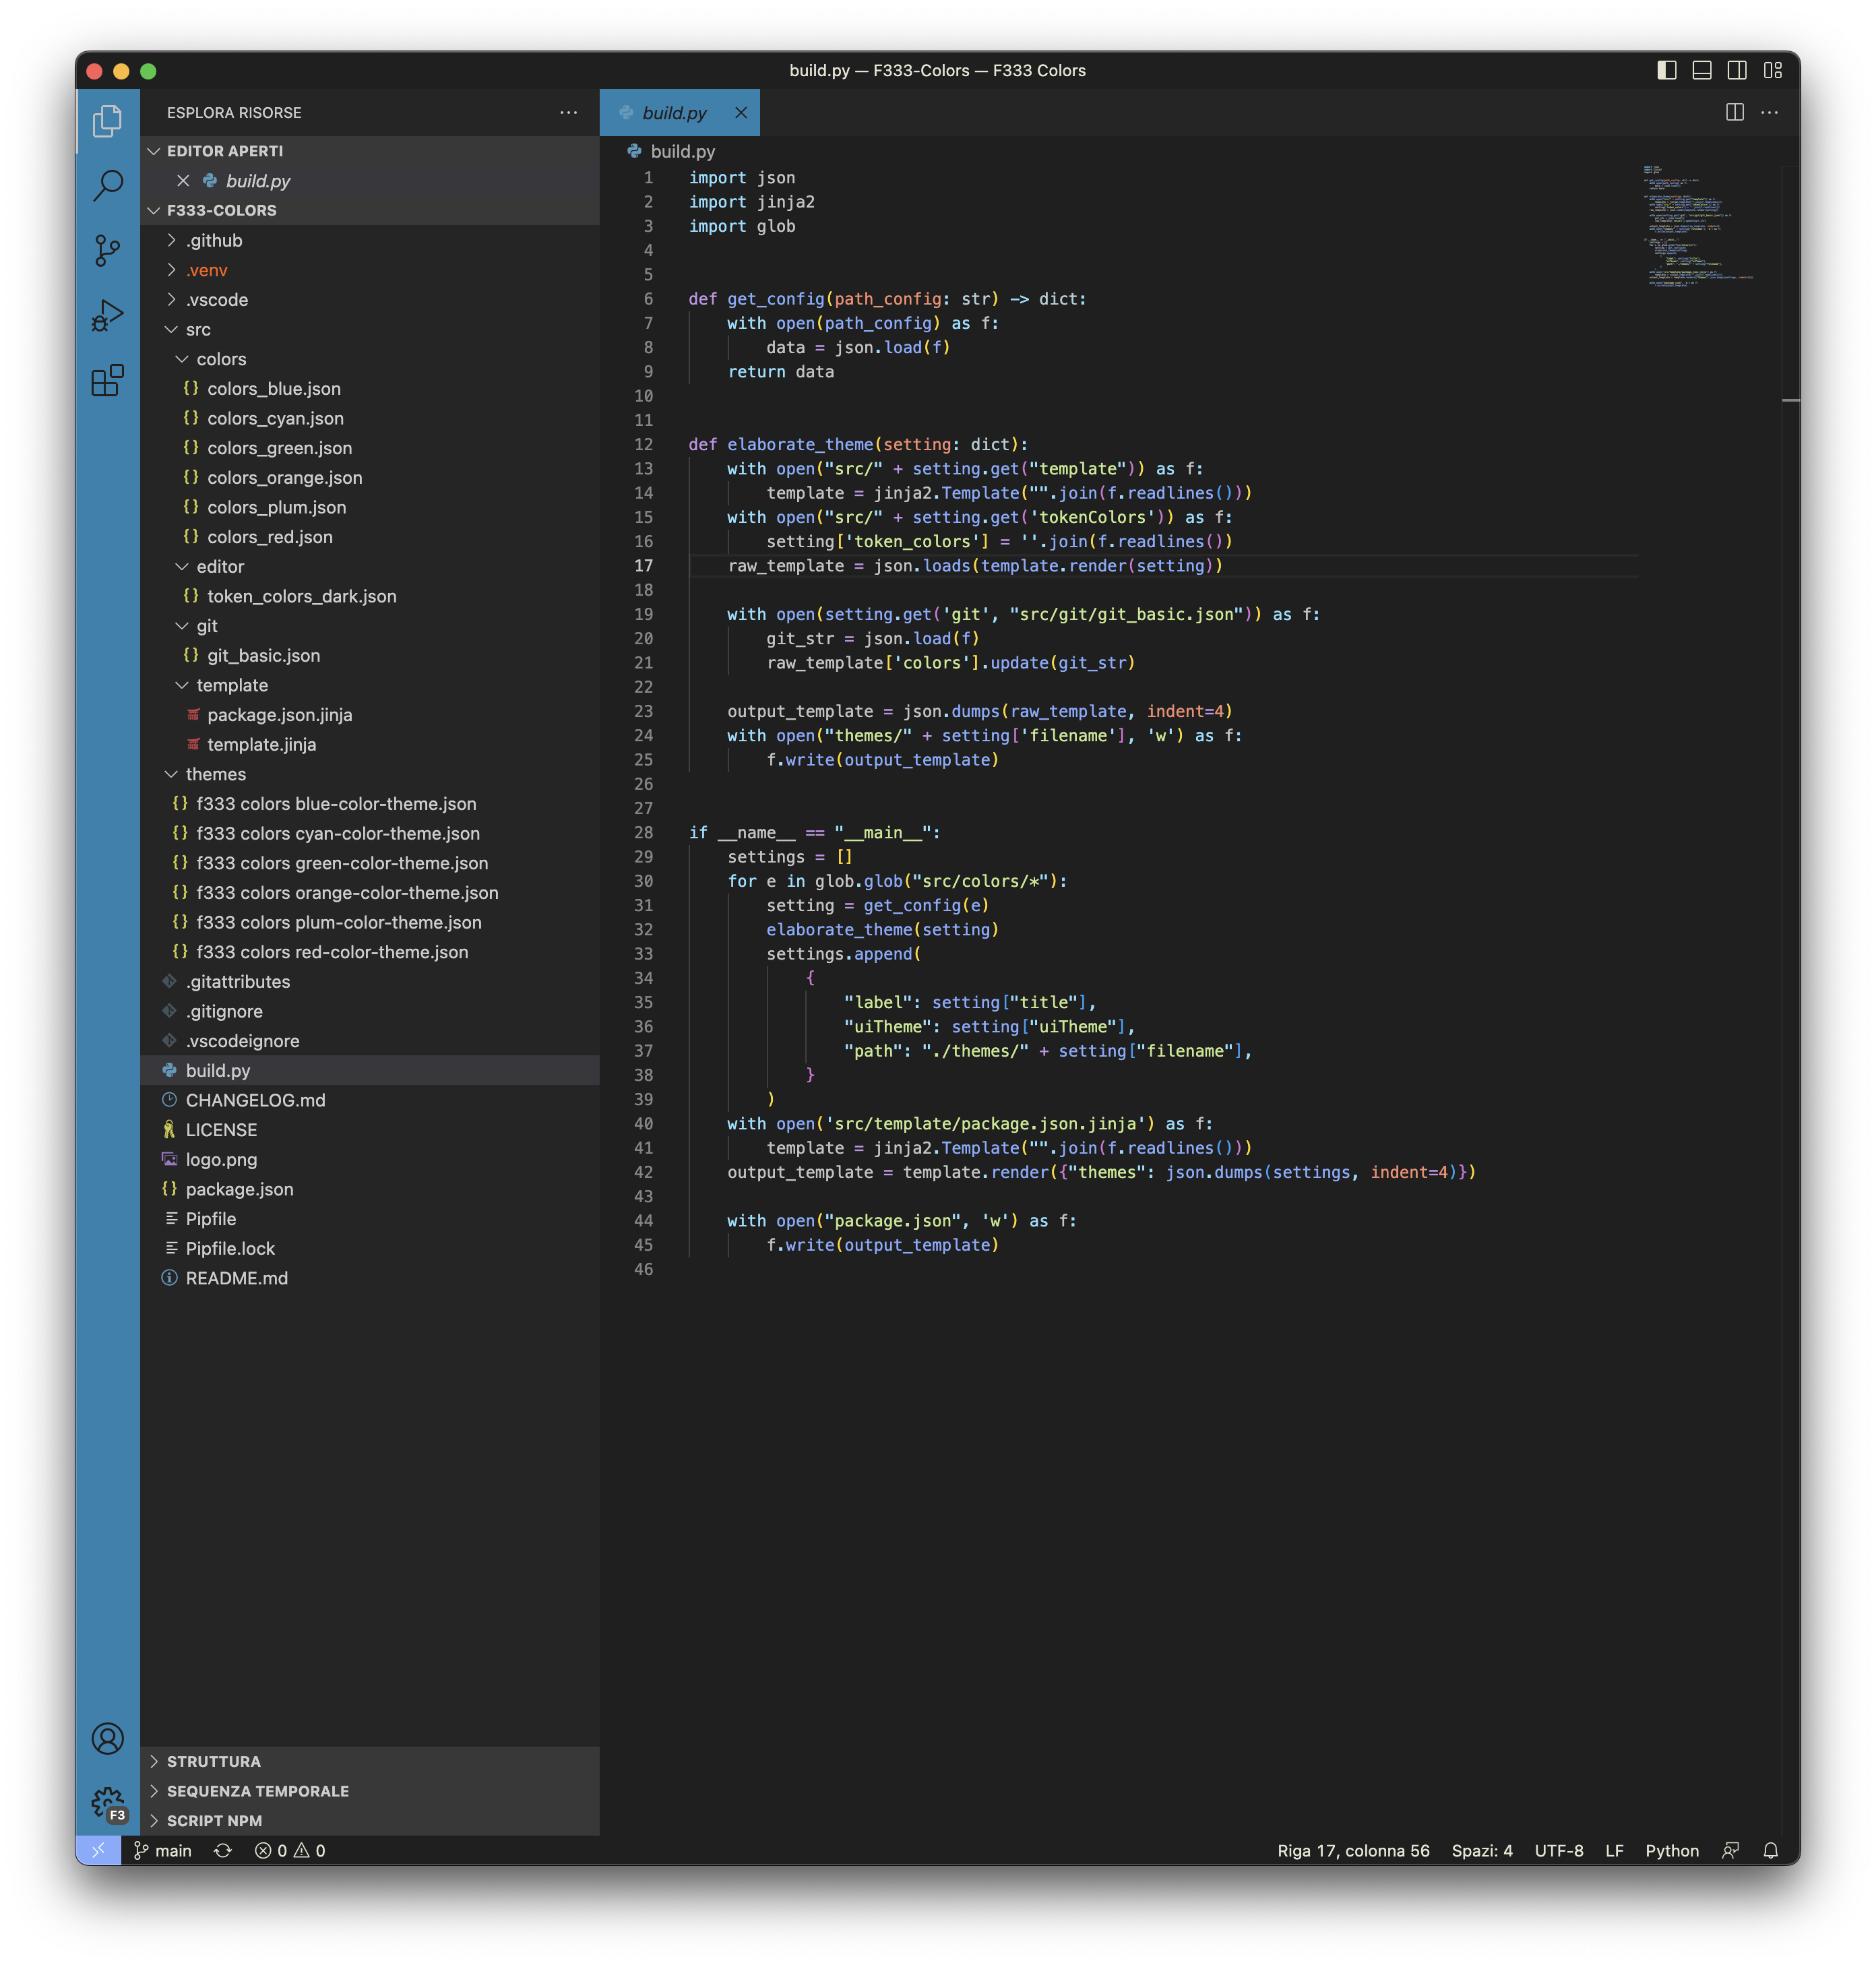 build.py — F333-Colors — F333 Colors
ESPLORA RISORSE
EDITOR APERTI
build.py
F333-COLORS
.github
.venv
.vscode
src
colors
colors_blue.json
colors_cyan.json
colors_green.json
colors_orange.json
colors_plum.json
colors_red.json
editor
token_colors_dark.json
git
git_basic.json
template
package.json.jinja
template.jinja
themes
f333 colors blue-color-theme.json
f333 colors cyan-color-theme.json
f333 colors green-color-theme.json
f333 colors orange-color-theme.json
f333 colors plum-color-theme.json
f333 colors red-color-theme.json
.gitattributes
.gitignore
.vscodeignore
build.py
CHANGELOG.md
LICENSE
logo.png
package.json
Pipfile
Pipfile.lock
README.md
STRUTTURA
SEQUENZA TEMPORALE
SCRIPT NPM
F3
build.py
build.py
1 import json
2 import jinja2
3 import glob
4
5
6 def get_config(path_config: str) -> dict:
7     with open(path_config) as f:
8         data = json.load(f)
9     return data
10
11
12 def elaborate_theme(setting: dict):
13     with open("src/" + setting.get("template")) as f:
14         template = jinja2.Template("".join(f.readlines()))
15     with open("src/" + setting.get('tokenColors')) as f:
16         setting['token_colors'] = ''.join(f.readlines())
17     raw_template = json.loads(template.render(setting))
18
19     with open(setting.get('git', "src/git/git_basic.json")) as f:
20         git_str = json.load(f)
21         raw_template['colors'].update(git_str)
22
23     output_template = json.dumps(raw_template, indent=4)
24     with open("themes/" + setting['filename'], 'w') as f:
25         f.write(output_template)
26
27
28 if __name__ == "__main__":
29     settings = []
30     for e in glob.glob("src/colors/*"):
31         setting = get_config(e)
32         elaborate_theme(setting)
33         settings.append(
34             {
35                 "label": setting["title"],
36                 "uiTheme": setting["uiTheme"],
37                 "path": "./themes/" + setting["filename"],
38             }
39         )
40     with open('src/template/package.json.jinja') as f:
41         template = jinja2.Template("".join(f.readlines()))
42     output_template = template.render({"themes": json.dumps(settings, indent=4)})
43
44     with open("package.json", 'w') as f:
45         f.write(output_template)
46
main 0 0 Riga 17, colonna 56 Spazi: 4 UTF-8 LF Python